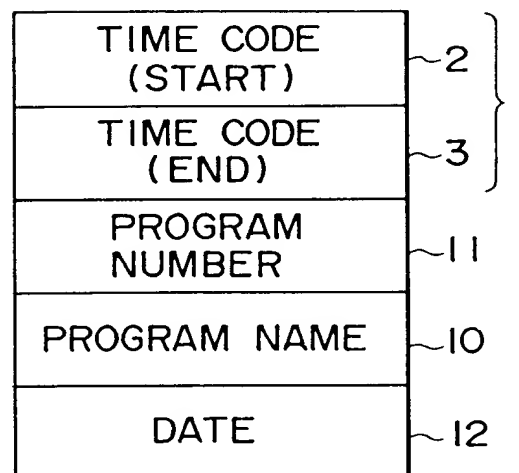 TIME CODE
(START)
2
TIME CODE
(END)
3
PROGRAM
NUMBER
11
PROGRAM NAME
10
DATE
12